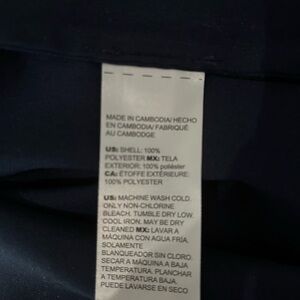 MADE IN CAMBODIA/ HECHO
EN CAMBODIA/ FABRIQUÉ
AU CAMBODGE
US: SHELL: 100%
POLYESTER MX: TELA
EXTERIOR: 100% poliéster
CA: ÉTOFFE EXTÉRIEURE:
100% POLYESTER
US: MACHINE WASH COLD.
ONLY NON-CHLORINE
BLEACH. TUMBLE DRY LOW.
COOL IRON. MAY BE DRY
CLEANED MX: LAVAR A
MÁQUINA CON AGUA FRÍA.
SOLAMENTE
BLANQUEADOR SIN CLORO.
SECAR A MÁQUINA A BAJA
TEMPERATURA. PLANCHAR
A TEMPERATURA BAJA.
PUEDE LAVARSE EN SECO